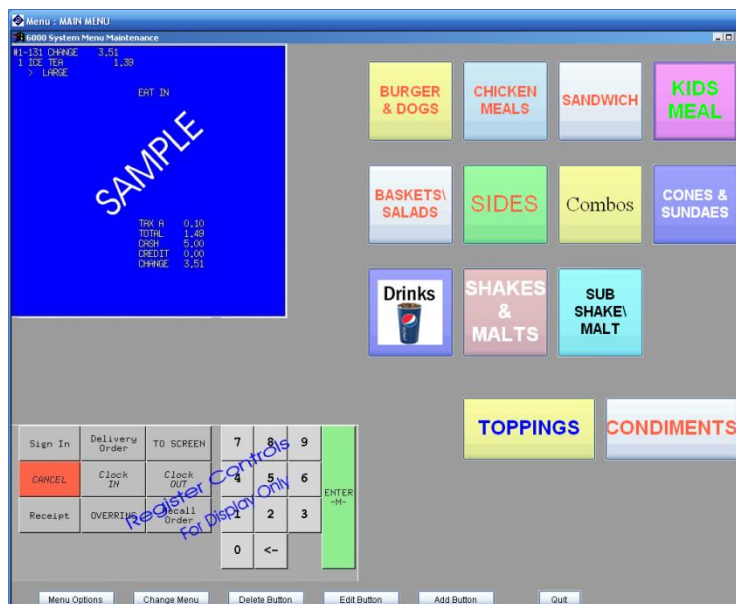 Menu : MAIN MENU
6000 System Menu Maintenance
#1-131 CHANGE 3.51
1 ICE TEA 1.39
> LARGE
EAT IN
SAMPLE
TAX A 0.10
TOTAL 1.49
CASH 5.00
CREDIT 0.00
CHANGE 3.51
BURGER
& DOGS
CHICKEN
MEALS
SANDWICH
KIDS
MEAL
BASKETS\
SALADS
SIDES
Combos
CONES &
SUNDAES
Drinks
SHAKES
&
MALTS
SUB
SHAKE\
MALT
TOPPINGS
CONDIMENTS
Sign In
Delivery
Order
TO SCREEN
7 8 9
CANCEL
Clock
IN
Clock
OUT
4 5 6
ENTER
-M-
Receipt
OVERRING
Recall
Order
1 2 3
0 <-
Register Controls
For Display Only
Menu Options
Change Menu
Delete Button
Edit Button
Add Button
Quit